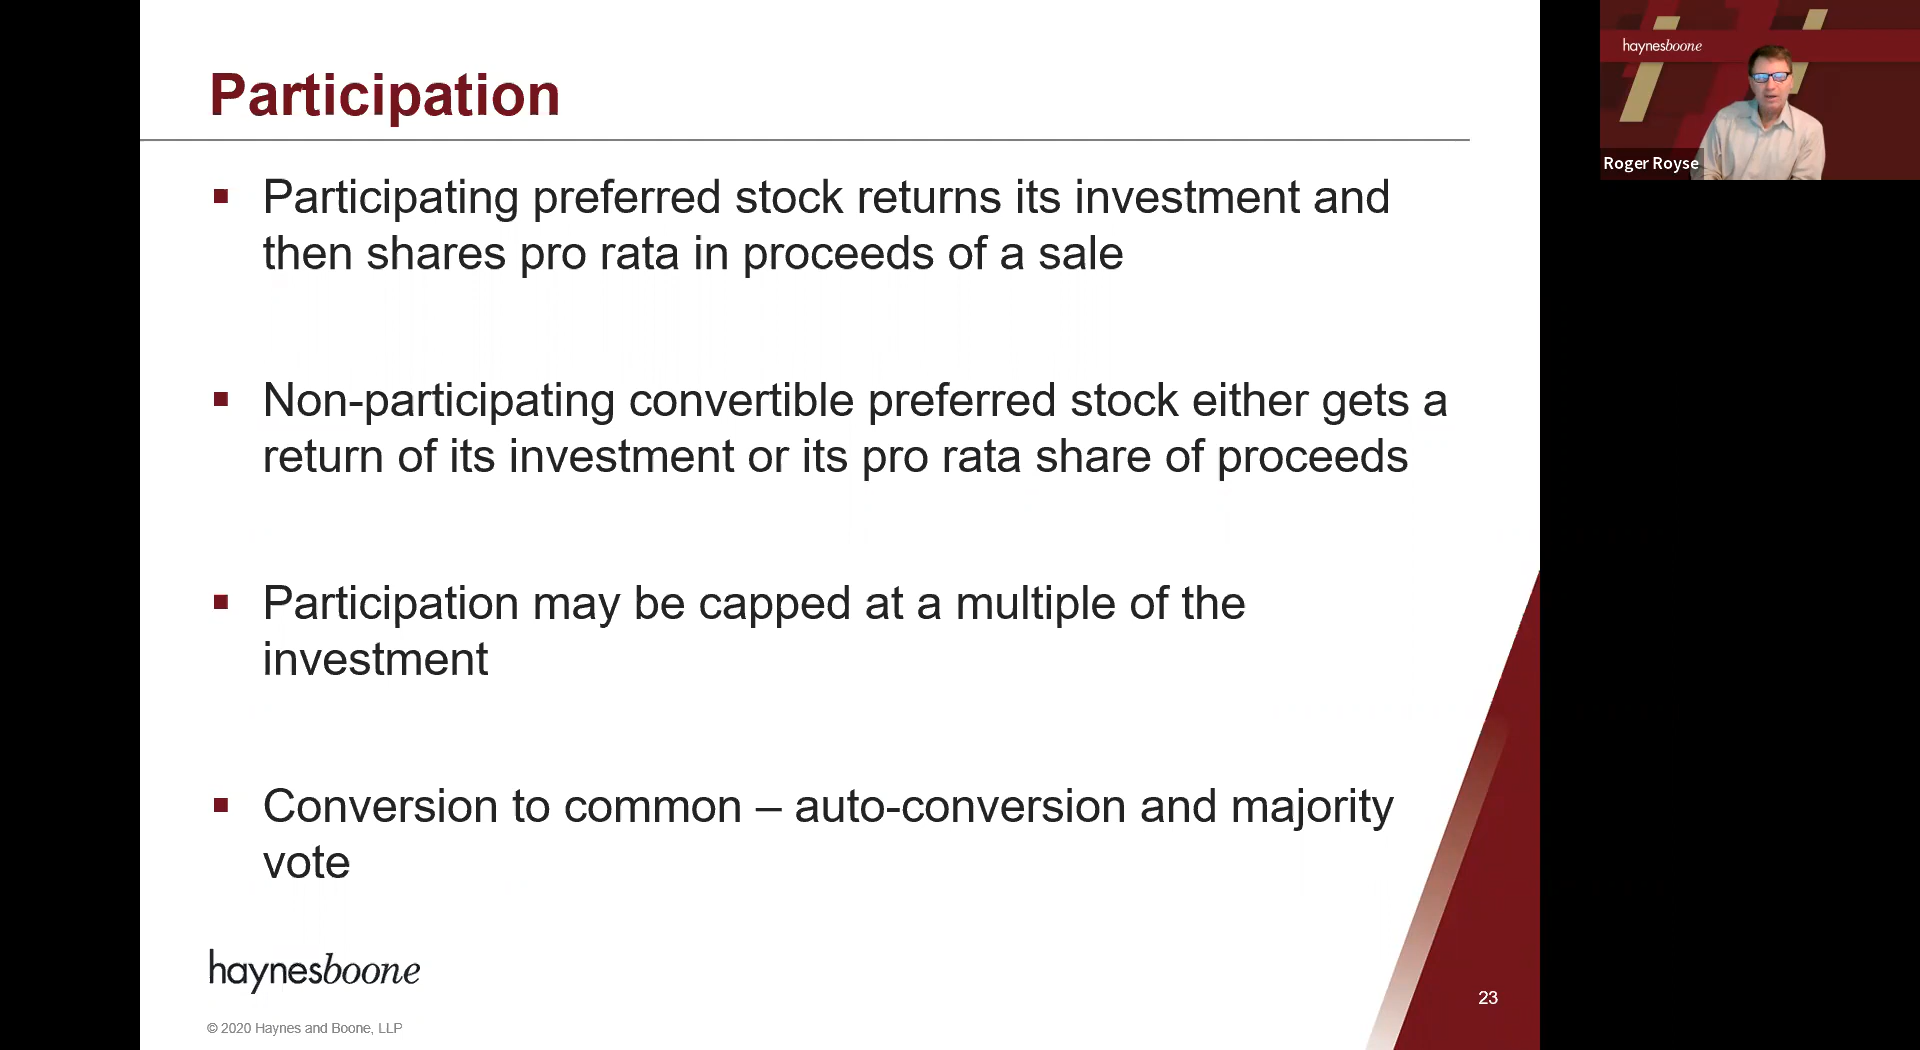 Participation
Participating preferred stock returns its investment and
then shares pro rata in proceeds of a sale
Non-participating convertible preferred stock either gets a
return of its investment or its pro rata share of proceeds
Participation may be capped at a multiple of the
investment
Conversion to common – auto-conversion and majority
vote
haynesboone
© 2020 Haynes and Boone, LLP
23
haynesboone
Roger Royse